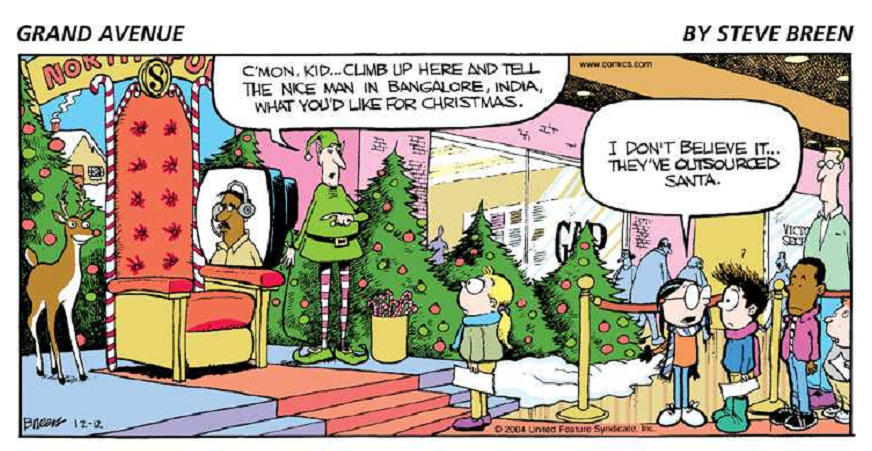 GRAND AVENUE
BY STEVE BREEN
NORTH PO
S
C'MON, KID...CLIMB UP HERE AND TELL
THE NICE MAN IN BANGALORE, INDIA,
WHAT YOU'D LIKE FOR CHRISTMAS.
www.comics.com
I DON'T BELIEVE IT...
THEY'VE OUTSOURCED
SANTA.
GAP
VICTO
SEC
BREEN 12-12
© 2004 United Feature Syndicate, Inc.